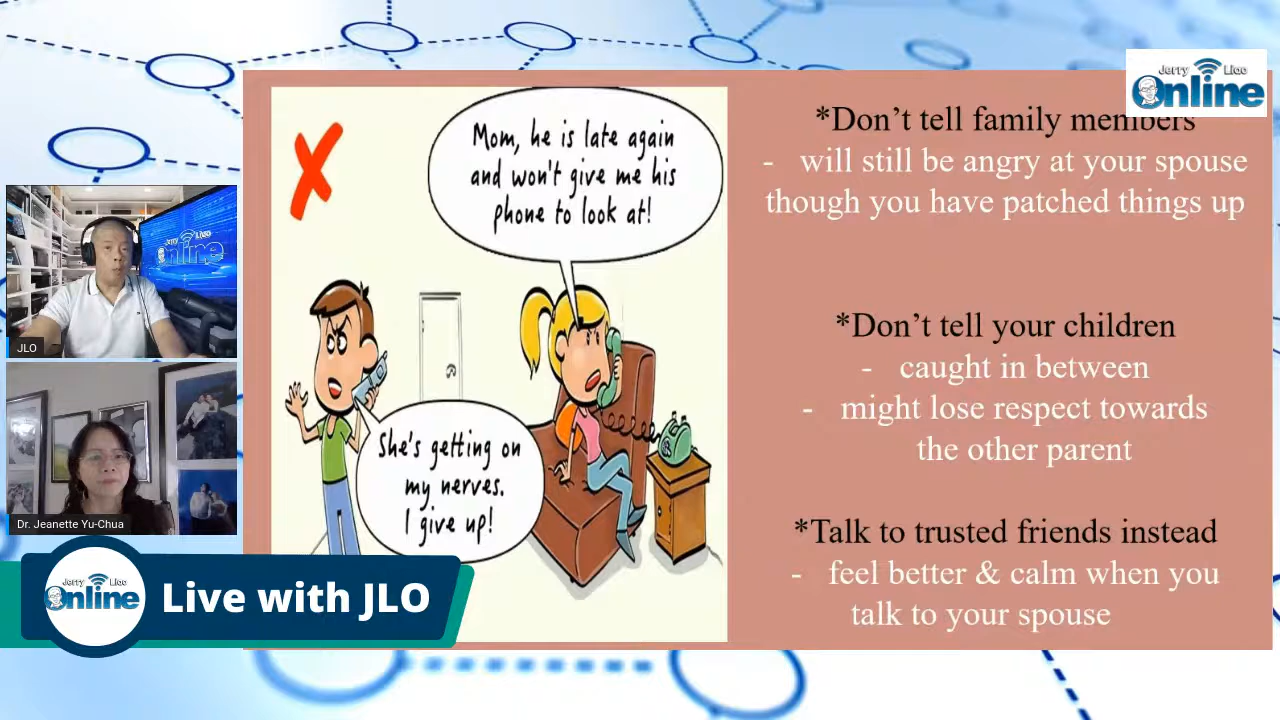 Jerry Liao
Online
*Don’t tell family members
- will still be angry at your spouse
though you have patched things up
Mom, he is late again
and won't give me his
phone to look at!
Jerry Liao
Online
JLO
*Don’t tell your children
- caught in between
- might lose respect towards
the other parent
She's getting on
my nerves.
I give up!
Dr. Jeanette Yu-Chua
*Talk to trusted friends instead
- feel better & calm when you
talk to your spouse
Jerry Liao
Online
Live with JLO